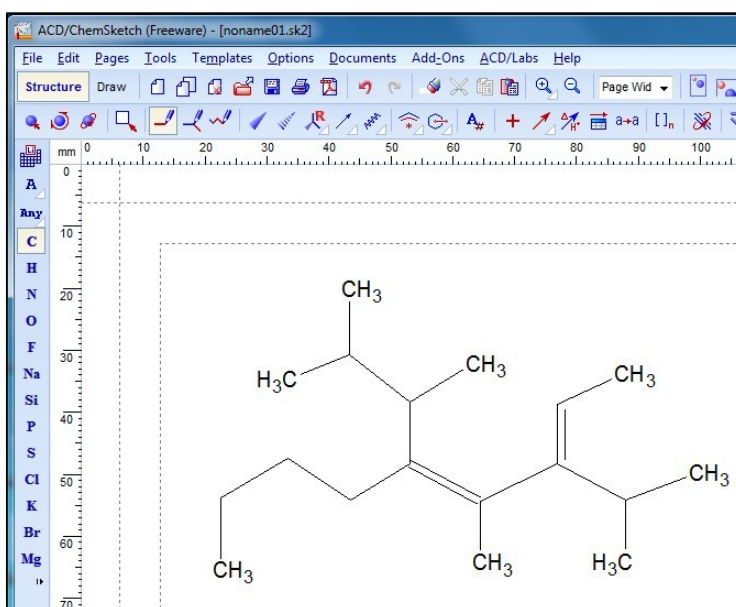 ACD/ChemSketch (Freeware) - [noname01.sk2]
File Edit Pages Tools Templates Options Documents Add-Ons ACD/Labs Help
Structure Draw Page Wid
R A# Δ H+ a→a [ ]n
mm 0 10 20 30 40 50 60 70 80 90 100
0
A
Any
C
10
H
N
20
CH3
O
F
30
CH3
H3C
CH3
Na
Si
40
P
S
CH3
Cl
50
K
Br
60
CH3
CH3
H3C
Mg
70